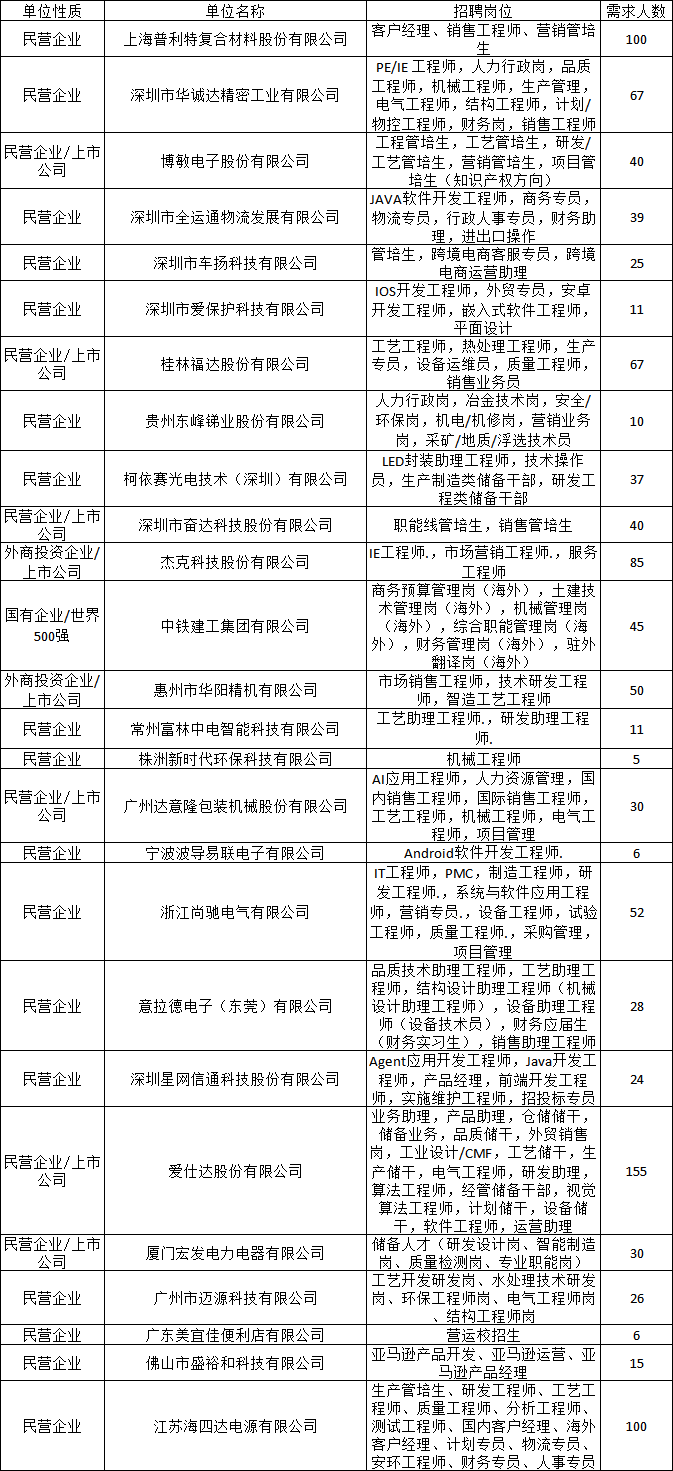 单位性质 单位名称 招聘岗位 需求人数
民营企业 上海普利特复合材料股份有限公司 客户经理、销售工程师、营销管培
生 100
民营企业 深圳市华诚达精密工业有限公司 PE/IE 工程师，人力行政岗，品质
工程师，机械工程师，生产管理，
电气工程师，结构工程师，计划/
物控工程师，财务岗，销售工程师 67
民营企业/上市
公司 博敏电子股份有限公司 工程管培生，工艺管培生，研发/
工艺管培生，营销管培生，项目管
培生（知识产权方向） 40
民营企业 深圳市全运通物流发展有限公司 JAVA软件开发工程师，商务专员，
物流专员，行政人事专员，财务助
理，进出口操作 39
民营企业 深圳市车扬科技有限公司 管培生，跨境电商客服专员，跨境
电商运营助理 25
民营企业 深圳市爱保护科技有限公司 IOS开发工程师，外贸专员，安卓
开发工程师，嵌入式软件工程师，
平面设计 11
民营企业/上市
公司 桂林福达股份有限公司 工艺工程师，热处理工程师，生产
专员，设备运维员，质量工程师，
销售业务员 67
民营企业 贵州东峰锑业股份有限公司 人力行政岗，冶金技术岗，安全/
环保岗，机电/机修岗，营销业务
岗，采矿/地质/浮选技术员 10
民营企业 柯依赛光电技术（深圳）有限公司 LED封装助理工程师，技术操作
员，生产制造类储备干部，研发工
程类储备干部 37
民营企业/上市
公司 深圳市奋达科技股份有限公司 职能线管培生，销售管培生 40
外商投资企业/
上市公司 杰克科技股份有限公司 IE工程师.，市场营销工程师.，服务
工程师 85
国有企业/世界
500强 中铁建工集团有限公司 商务预算管理岗（海外），土建技
术管理岗（海外），机械管理岗
（海外），综合职能管理岗（海
外），财务管理岗（海外），驻外
翻译岗（海外） 45
外商投资企业/
上市公司 惠州市华阳精机有限公司 市场销售工程师，技术研发工程
师，智造工艺工程师 50
民营企业 常州富林中电智能科技有限公司 工艺助理工程师.，研发助理工程
师. 11
民营企业 株洲新时代环保科技有限公司 机械工程师 5
民营企业/上市
公司 广州达意隆包装机械股份有限公司 AI应用工程师，人力资源管理，国
内销售工程师，国际销售工程师，
工艺工程师，机械工程师，电气工
程师，项目管理 30
民营企业 宁波波导易联电子有限公司 Android软件开发工程师. 6
民营企业 浙江尚驰电气有限公司 IT工程师，PMC，制造工程师，研
发工程师.，系统与软件应用工程
师，营销专员.，设备工程师，试验
工程师，质量工程师.，采购管理，
项目管理 52
民营企业 意拉德电子（东莞）有限公司 品质技术助理工程师，工艺助理工
程师，结构设计助理工程师（机械
设计助理工程师），设备助理工程
师（设备技术员），财务应届生
（财务实习生），销售助理工程师 28
民营企业 深圳星网信通科技股份有限公司 Agent应用开发工程师，Java开发工
程师，产品经理，前端开发工程
师，实施维护工程师，招投标专员 24
民营企业/上市
公司 爱仕达股份有限公司 业务助理，产品助理，仓储储干，
储备业务，品质储干，外贸销售
岗，工业设计/CMF，工艺储干，生
产储干，电气工程师，研发助理，
算法工程师，经管储备干部，视觉
算法工程师，计划储干，设备储
干，软件工程师，运营助理 155
民营企业/上市
公司 厦门宏发电力电器有限公司 储备人才（研发设计岗、智能制造
岗、质量检测岗、专业职能岗） 30
民营企业 广州市迈源科技有限公司 工艺开发研发岗、水处理技术研发
岗、环保工程师岗、电气工程师岗
、结构工程师岗 26
民营企业 广东美宜佳便利店有限公司 营运校招生 6
民营企业 佛山市盛裕和科技有限公司 亚马逊产品开发、亚马逊运营、亚
马逊产品经理 15
民营企业 江苏海四达电源有限公司 生产管培生、研发工程师、工艺工
程师、质量工程师、分析工程师、
测试工程师、国内客户经理、海外
客户经理、计划专员、物流专员、
安环工程师、财务专员、人事专员 100